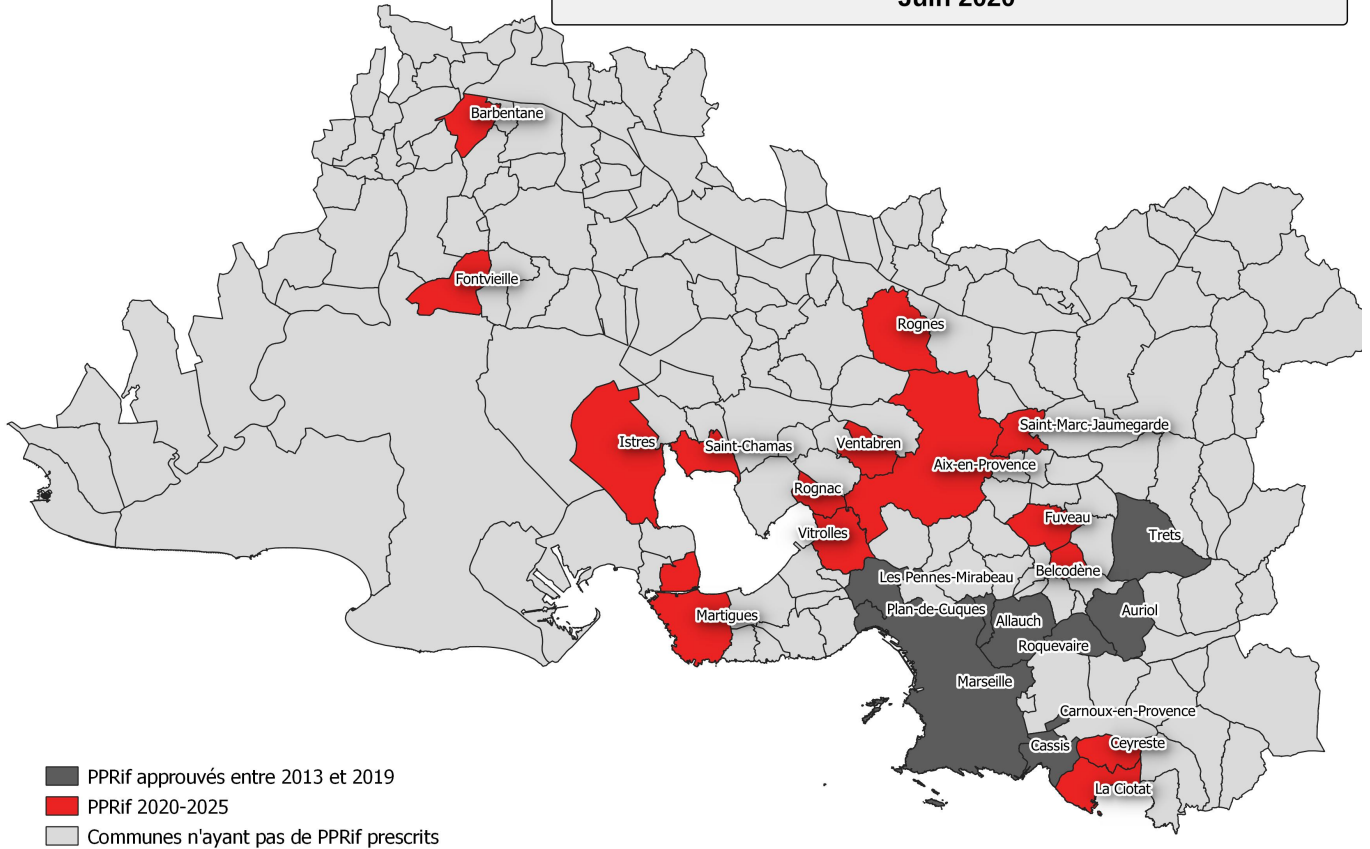 Juin 2020
Barbentane
Fontvieille
Rognes
Saint-Marc-Jaumegarde
Istres
Saint-Chamas
Ventabren
Aix-en-Provence
Rognac
Fuveau
Vitrolles
Trets
Belcodène
Les Pennes-Mirabeau
Plan-de-Cuques
Auriol
Martigues
Allauch
Roquevaire
Marseille
Carnoux-en-Provence
Cassis
Ceyreste
La Ciotat
PPRif approuvés entre 2013 et 2019
PPRif 2020-2025
Communes n'ayant pas de PPRif prescrits